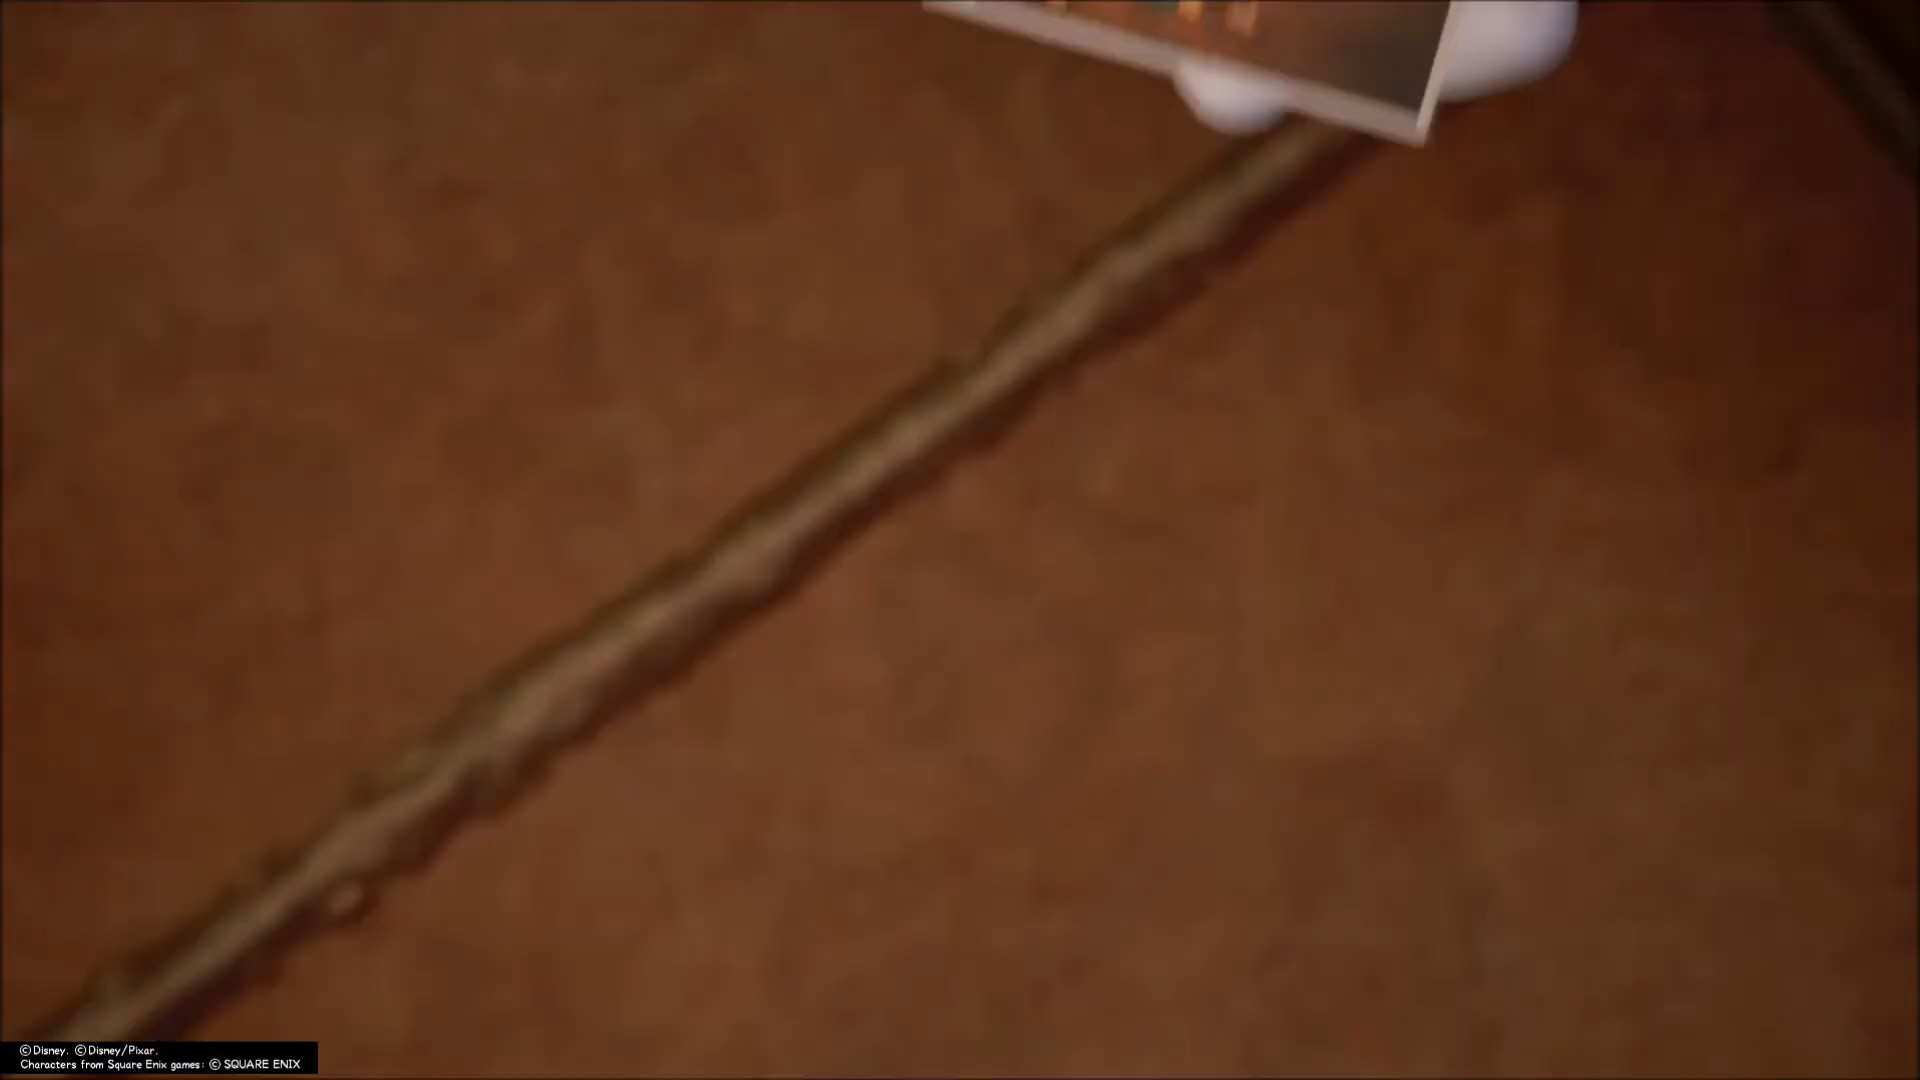 ©Disney. ©Disney/Pixar.
Characters from Square Enix games: © SQUARE ENIX